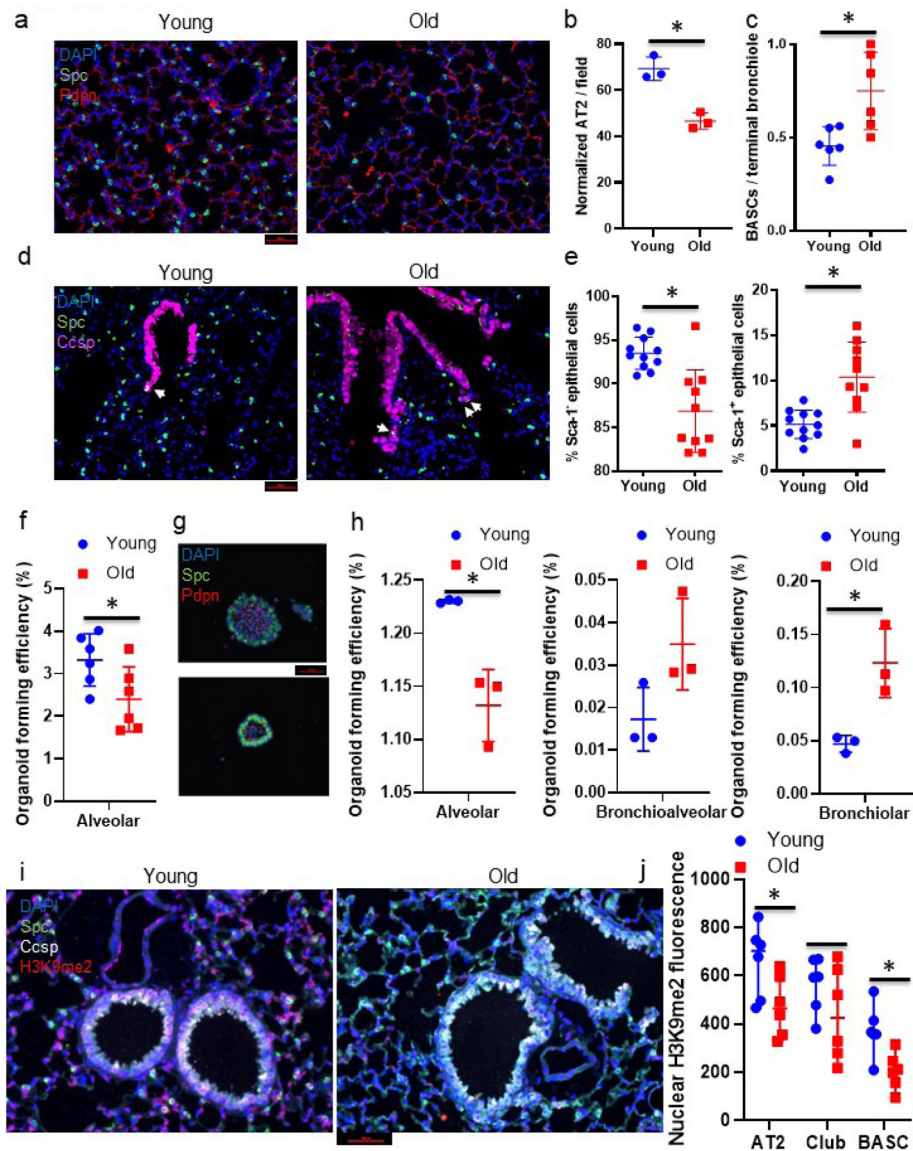 a
Young
Old
DAPI
Spc
Pdpn
b
*
Normalized AT2 / field
80
60
40
20
0
Young Old
c
*
BASCs / terminal bronchiole
1.0
0.5
0.0
Young Old
d
Young
Old
DAPI
Spc
Ccsp
e
*
% Sca-1- epithelial cells
100
95
90
85
80
Young Old
*
% Sca-1+ epithelial cells
20
15
10
5
0
Young Old
f
Young
Old
*
Organoid forming efficiency (%)
5
4
3
2
1
0
Alveolar
g
DAPI
Spc
Pdpn
h
Young
Old
*
Organoid forming efficiency (%)
1.25
1.20
1.15
1.10
1.05
Alveolar
Young
Old
Organoid forming efficiency (%)
0.05
0.04
0.03
0.02
0.01
0.00
Bronchioalveolar
Young
Old
*
Organoid forming efficiency (%)
0.20
0.15
0.10
0.05
0.00
Bronchiolar
i
Young
Old
DAPI
Spc
Ccsp
H3K9me2
j
Young
Old
*
*
Nuclear H3K9me2 fluorescence
1000
800
600
400
200
0
AT2 Club BASC